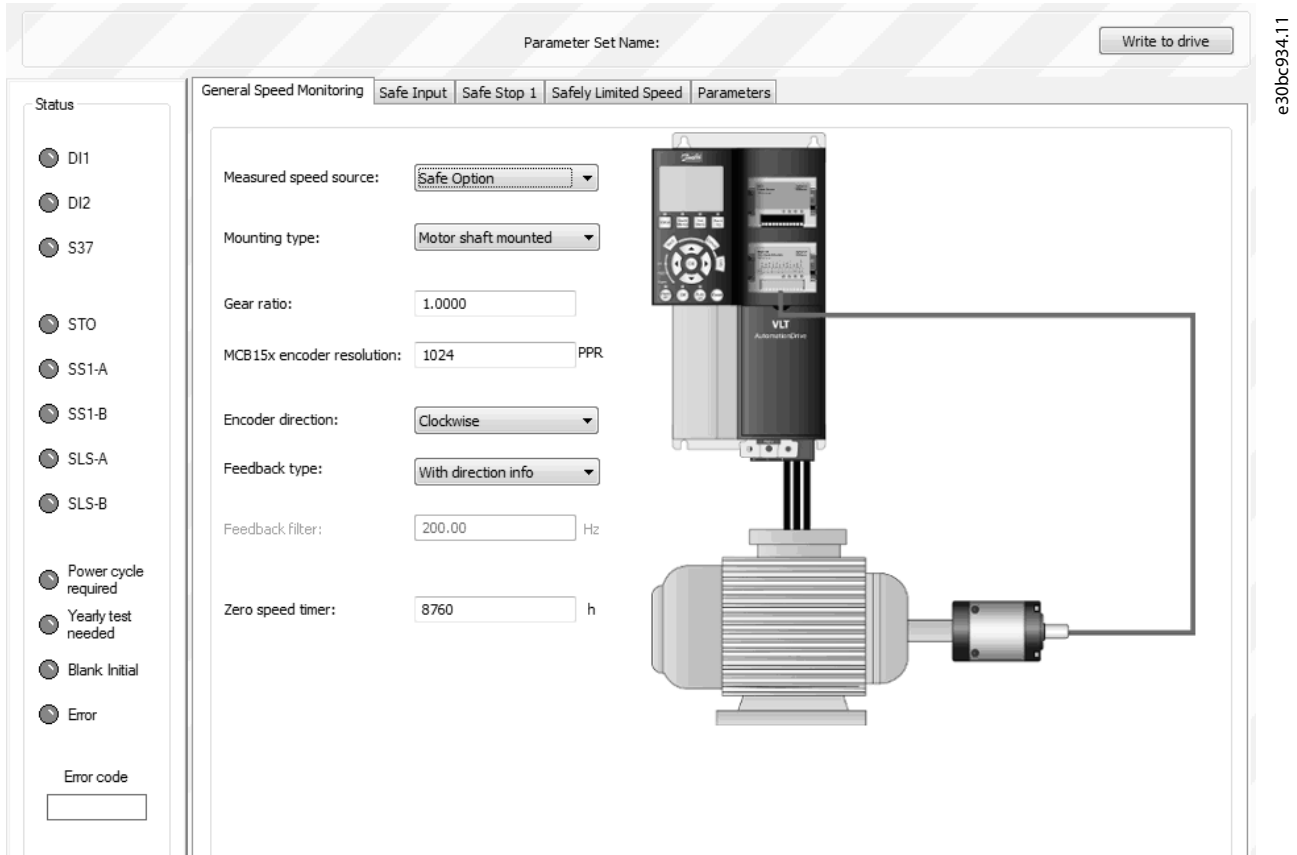 Parameter Set Name:
Write to drive
e30bc934.11
Status
DI1
DI2
S37
STO
SS1-A
SS1-B
SLS-A
SLS-B
Power cycle
required
Yearly test
needed
Blank Initial
Error
Error code
General Speed Monitoring Safe Input Safe Stop 1 Safely Limited Speed Parameters
Measured speed source: Safe Option
Mounting type: Motor shaft mounted
Gear ratio: 1.0000
MCB15x encoder resolution: 1024 PPR
Encoder direction: Clockwise
Feedback type: With direction info
Feedback filter: 200.00 Hz
Zero speed timer: 8760 h
Danfoss
VLT
AutomationDrive